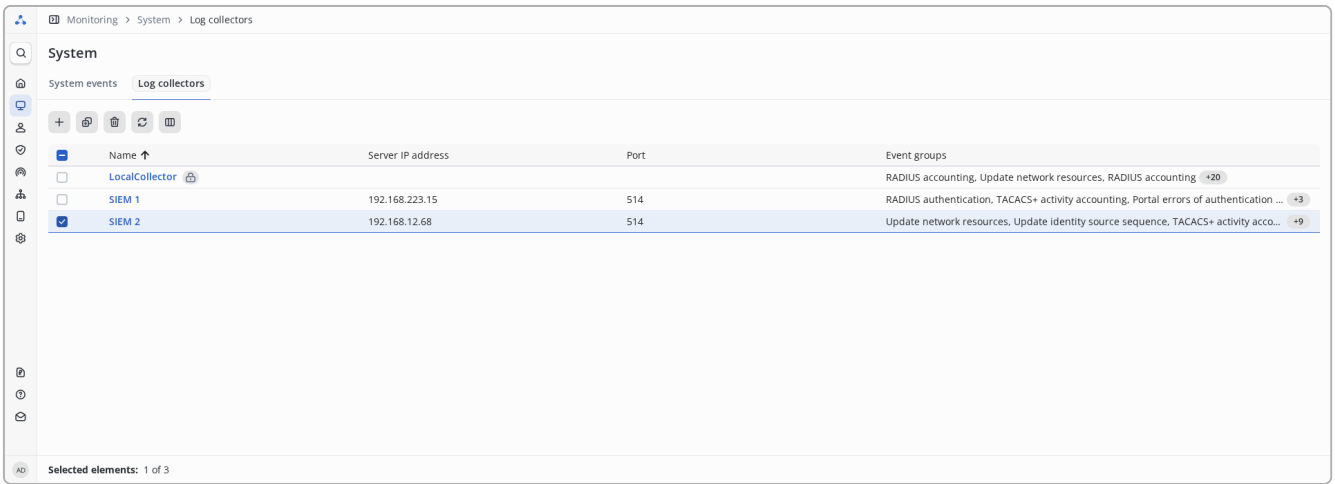 Monitoring > System > Log collectors
System
System events Log collectors
Name ↑ Server IP address Port Event groups
LocalCollector RADIUS accounting, Update network resources, RADIUS accounting +20
SIEM 1 192.168.223.15 514 RADIUS authentication, TACACS+ activity accounting, Portal errors of authentication ... +3
SIEM 2 192.168.12.68 514 Update network resources, Update identity source sequence, TACACS+ activity acco... +9
AD Selected elements: 1 of 3